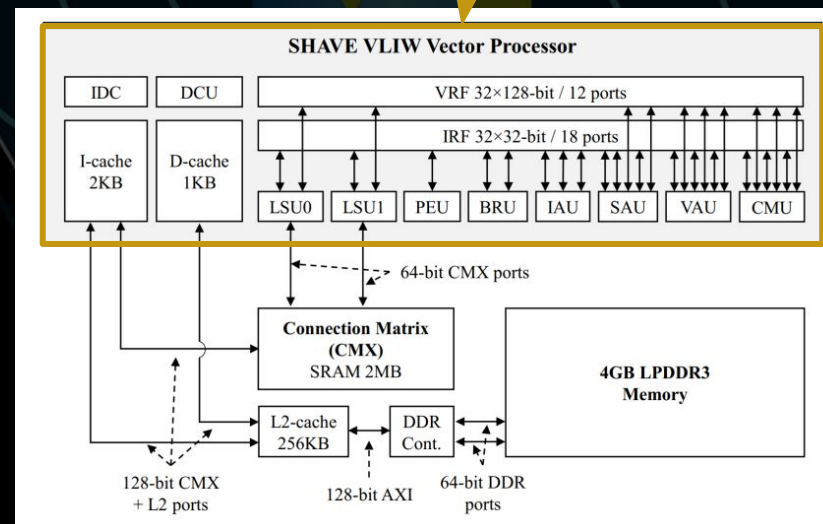 SHAVE VLIW Vector Processor
IDC
DCU
VRF 32×128-bit / 12 ports
IRF 32×32-bit / 18 ports
I-cache
2KB
D-cache
1KB
LSU0
LSU1
PEU
BRU
IAU
SAU
VAU
CMU
64-bit CMX ports
Connection Matrix
(CMX)
SRAM 2MB
4GB LPDDR3
Memory
L2-cache
256KB
DDR
Cont.
128-bit CMX
+ L2 ports
128-bit AXI
64-bit DDR
ports